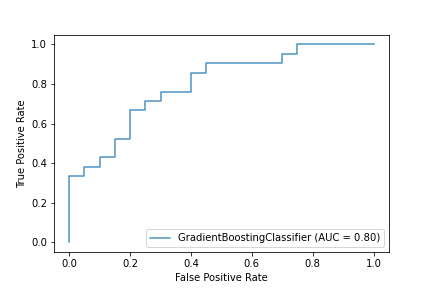 1.0
0.8
0.6
0.4
0.2
0.0
True Positive Rate
GradientBoostingClassifier (AUC = 0.80)
0.0 0.2 0.4 0.6 0.8 1.0
False Positive Rate